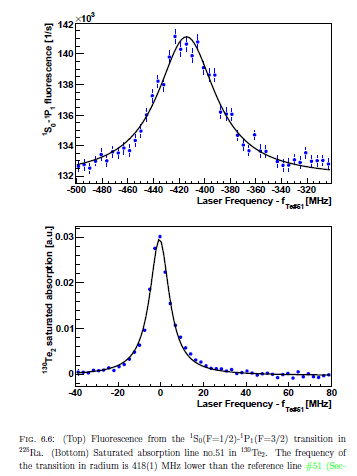 ×10³
142
140
138
136
134
132
¹S₀-¹P₁ fluorescence [1/s]
-500 -480 -460 -440 -420 -400 -380 -360 -340 -320
Laser Frequency - f_Te#51 [MHz]
0.03
0.02
0.01
0
¹³⁰Te₂ saturated absorption [a.u.]
-40 -20 0 20 40 60 80
Laser Frequency - f_Te#51 [MHz]
FIG. 6.6: (Top) Fluorescence from the ¹S₀(F=1/2)-¹P₁(F=3/2) transition in
²²⁵Ra. (Bottom) Saturated absorption line no.51 in ¹³⁰Te₂. The frequency of
the transition in radium is 418(1) MHz lower than the reference line #51 (Sec-